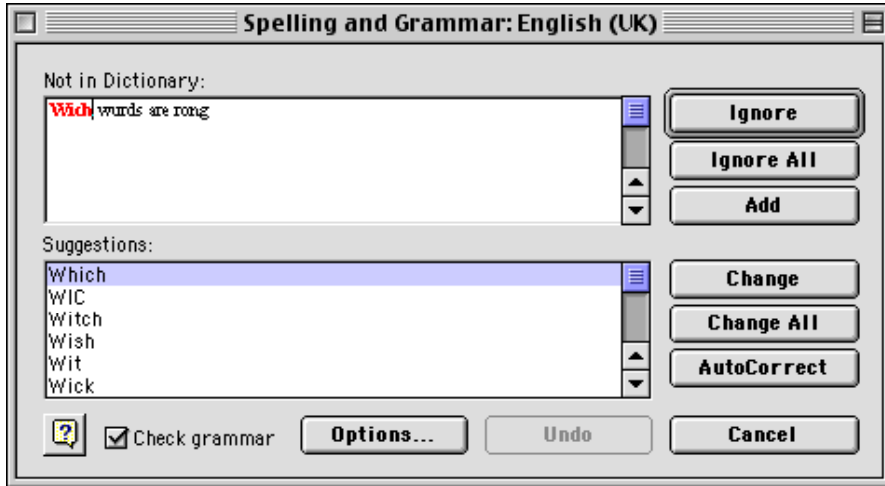 Spelling and Grammar: English (UK)
Not in Dictionary:
Wich wurds are rong
Ignore
Ignore All
Add
Suggestions:
Which
WIC
Witch
Wish
Wit
Wick
Change
Change All
AutoCorrect
?
Check grammar
Options...
Undo
Cancel